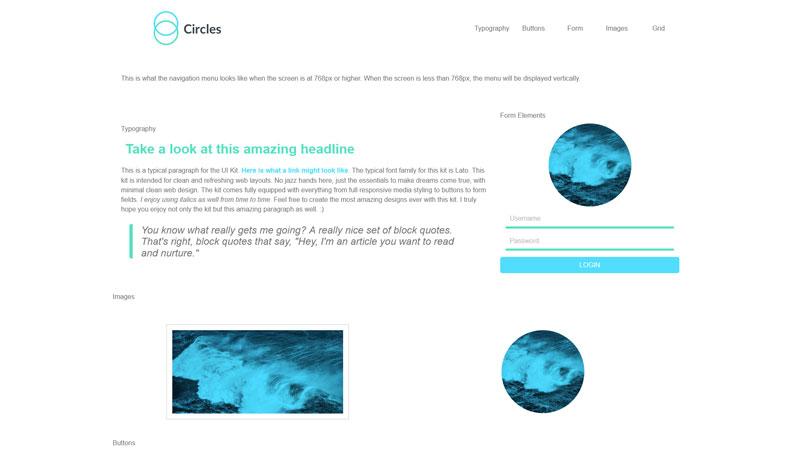 Circles
Typography Buttons Form Images Grid
This is what the navigation menu looks like when the screen is at 768px or higher. When the screen is less than 768px, the menu will be displayed vertically.
Typography
Take a look at this amazing headline
This is a typical paragraph for the UI Kit. Here is what a link might look like. The typical font family for this kit is Lato. This
kit is intended for clean and refreshing web layouts. No jazz hands here, just the essentials to make dreams come true, with
minimal clean web design. The kit comes fully equipped with everything from full responsive media styling to buttons to form
fields. I enjoy using italics as well from time to time. Feel free to create the most amazing designs ever with this kit. I truly
hope you enjoy not only the kit but this amazing paragraph as well. :)
You know what really gets me going? A really nice set of block quotes.
That's right, block quotes that say, "Hey, I'm an article you want to read
and nurture."
Form Elements
Username
Password
LOGIN
Images
Buttons